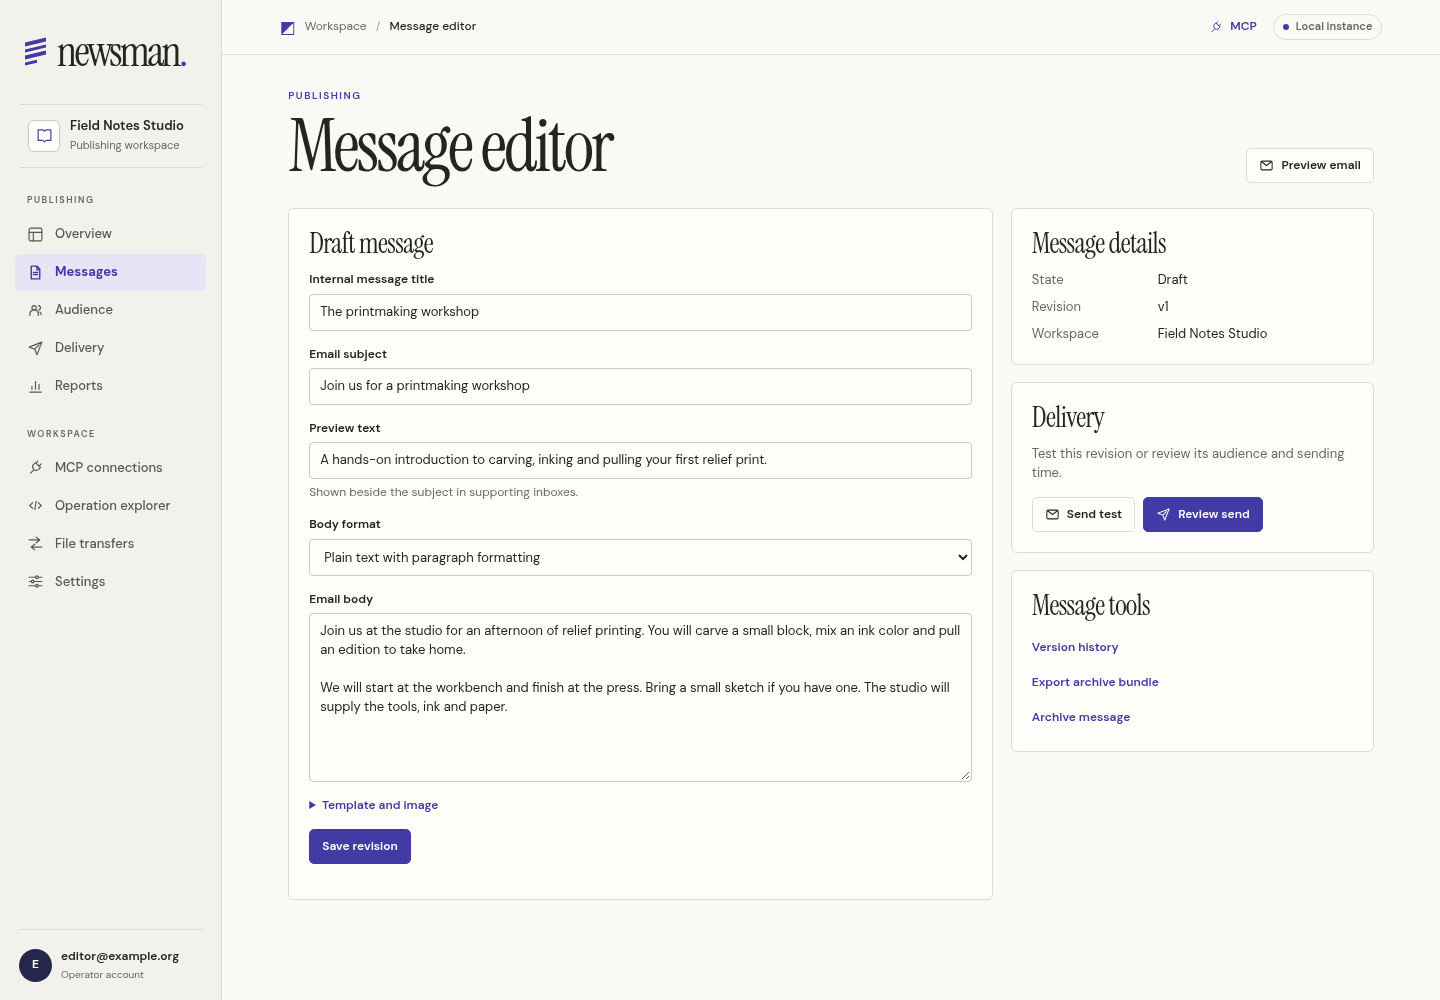 newsman.
Field Notes Studio
Publishing workspace
PUBLISHING
Overview
Messages
Audience
Delivery
Reports
WORKSPACE
MCP connections
Operation explorer
File transfers
Settings
E
editor@example.org
Operator account
Workspace / Message editor
MCP
Local instance
PUBLISHING
Message editor
Preview email
Draft message
Internal message title
The printmaking workshop
Email subject
Join us for a printmaking workshop
Preview text
A hands-on introduction to carving, inking and pulling your first relief print.
Shown beside the subject in supporting inboxes.
Body format
Plain text with paragraph formatting
Email body
Join us at the studio for an afternoon of relief printing. You will carve a small block, mix an ink color and pull
an edition to take home.
We will start at the workbench and finish at the press. Bring a small sketch if you have one. The studio will
supply the tools, ink and paper.
Template and image
Save revision
Message details
State Draft
Revision v1
Workspace Field Notes Studio
Delivery
Test this revision or review its audience and sending
time.
Send test
Review send
Message tools
Version history
Export archive bundle
Archive message